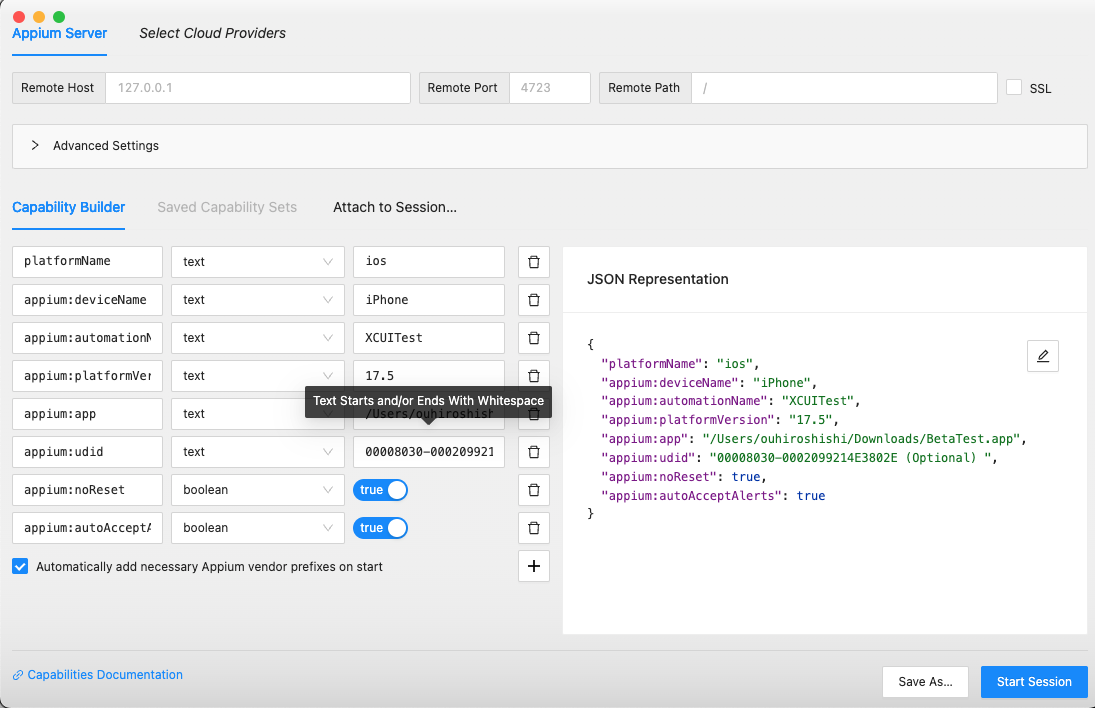 Appium Server Select Cloud Providers
Remote Host 127.0.0.1 Remote Port 4723 Remote Path / SSL
Advanced Settings
Capability Builder Saved Capability Sets Attach to Session...
platformName text ios
appium:deviceName text iPhone
appium:automationN text XCUITest
appium:platformVer text 17.5
Text Starts and/or Ends With Whitespace
appium:app text /Users/ouhiroshish
appium:udid text 00008030-000209921
appium:noReset boolean true
appium:autoAcceptA boolean true
Automatically add necessary Appium vendor prefixes on start
JSON Representation
{
"platformName": "ios",
"appium:deviceName": "iPhone",
"appium:automationName": "XCUITest",
"appium:platformVersion": "17.5",
"appium:app": "/Users/ouhiroshishi/Downloads/BetaTest.app",
"appium:udid": "00008030-0002099214E3802E (Optional) ",
"appium:noReset": true,
"appium:autoAcceptAlerts": true
}
Capabilities Documentation
Save As... Start Session